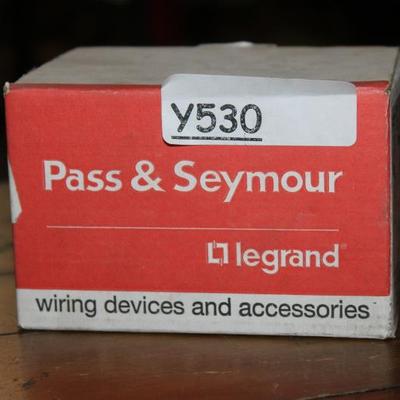 Y530
Pass & Seymour
legrand
wiring devices and accessories